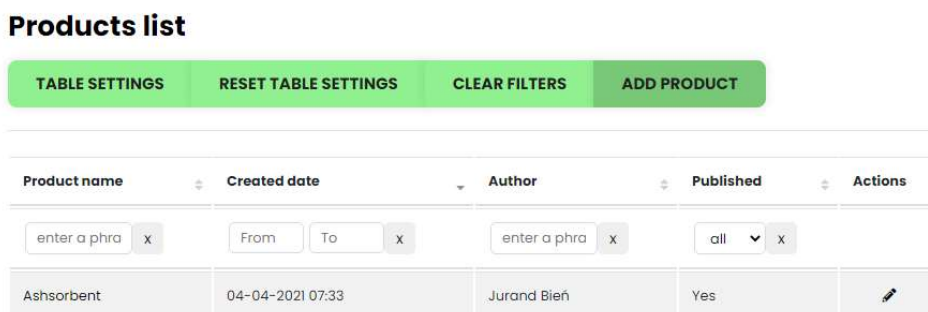 Products list
TABLE SETTINGS RESET TABLE SETTINGS CLEAR FILTERS ADD PRODUCT
Product name Created date Author Published Actions
enter a phra x From To x enter a phra x all x
Ashsorbent 04-04-2021 07:33 Jurand Bień Yes